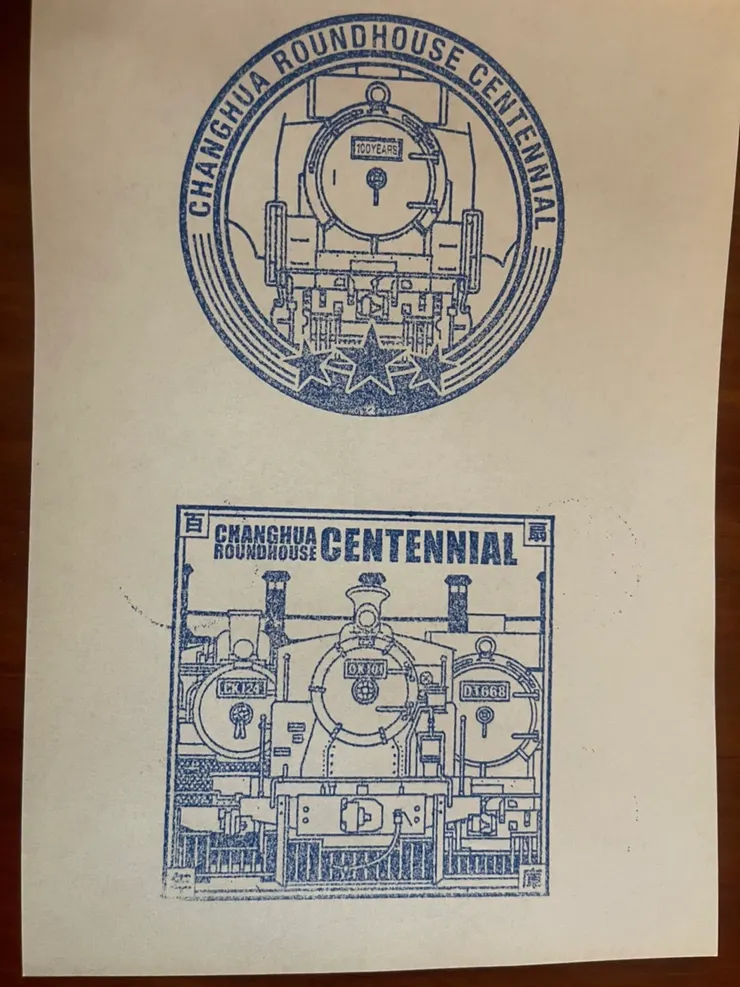 CHANGHUA ROUNDHOUSE CENTENNIAL
100YEARS
百
扇
CHANGHUA
ROUNDHOUSE
CENTENNIAL
CK124
DT668
庫